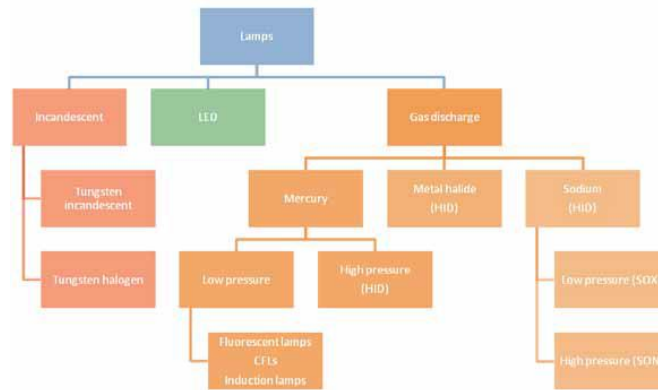 Lamps
Incandescent
LED
Gas discharge
Tungsten
incandescent
Mercury
Metal halide
(HID)
Sodium
(HID)
Tungsten halogen
Low pressure
High pressure
(HID)
Low pressure (SOX
Fluorescent lamps
CFLs
Induction lamps
High pressure (SON